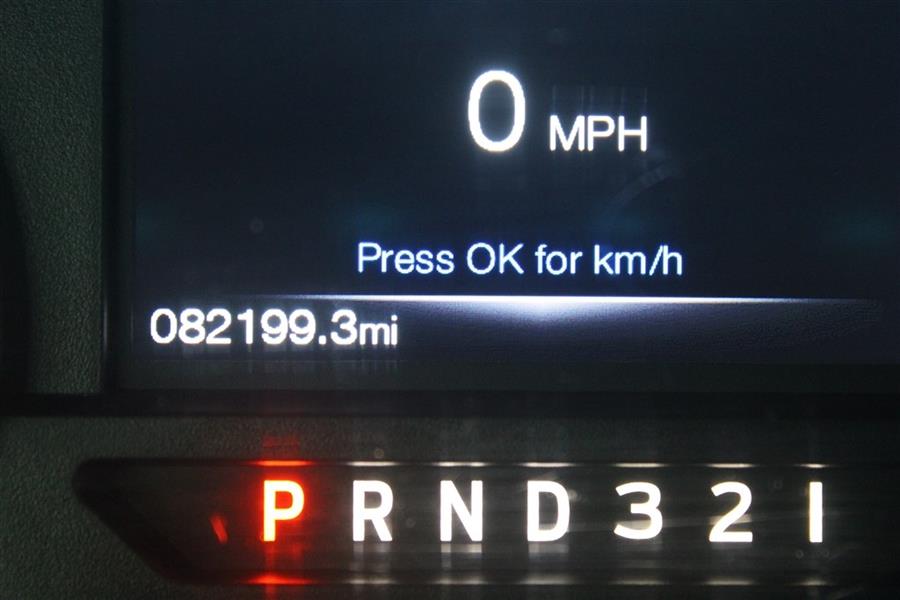 0 MPH
Press OK for km/h
082199.3mi
P R N D 3 2 1